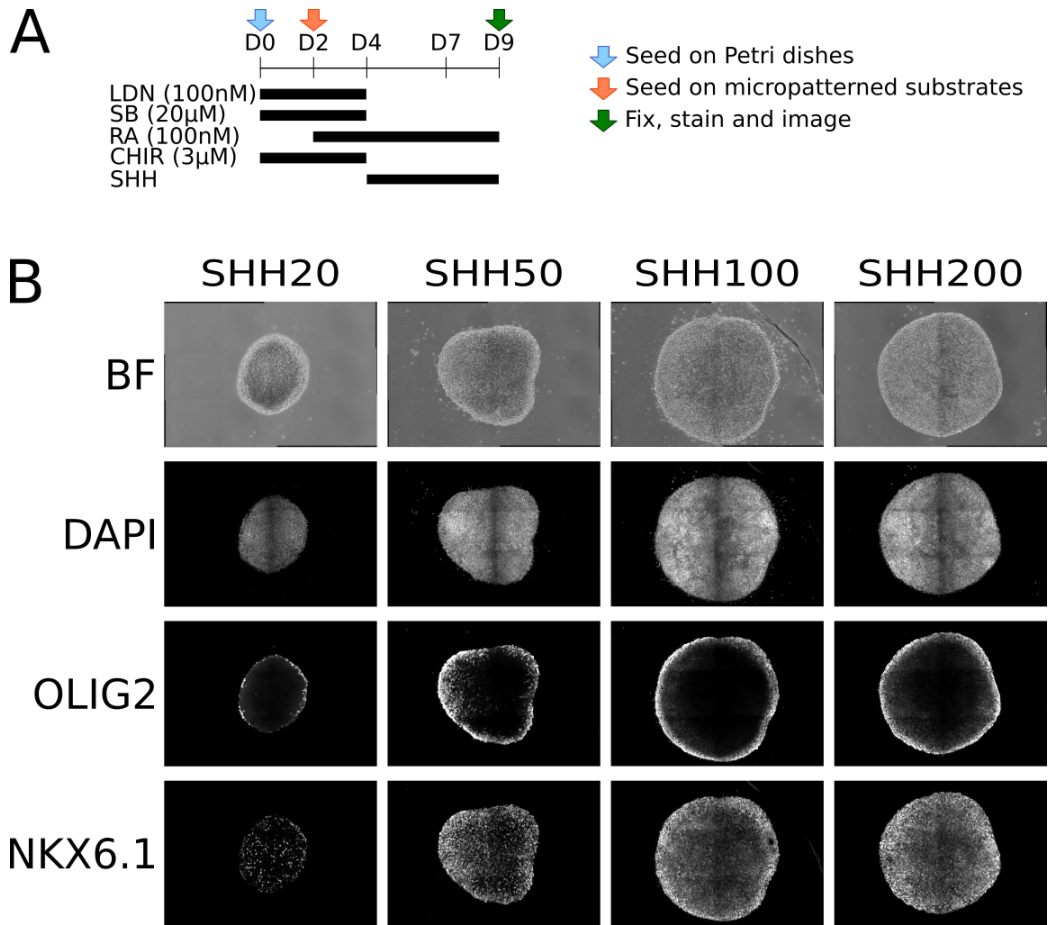 A
D0 D2 D4 D7 D9
LDN (100nM)
SB (20µM)
RA (100nM)
CHIR (3µM)
SHH
Seed on Petri dishes
Seed on micropatterned substrates
Fix, stain and image
B
SHH20 SHH50 SHH100 SHH200
BF
DAPI
OLIG2
NKX6.1